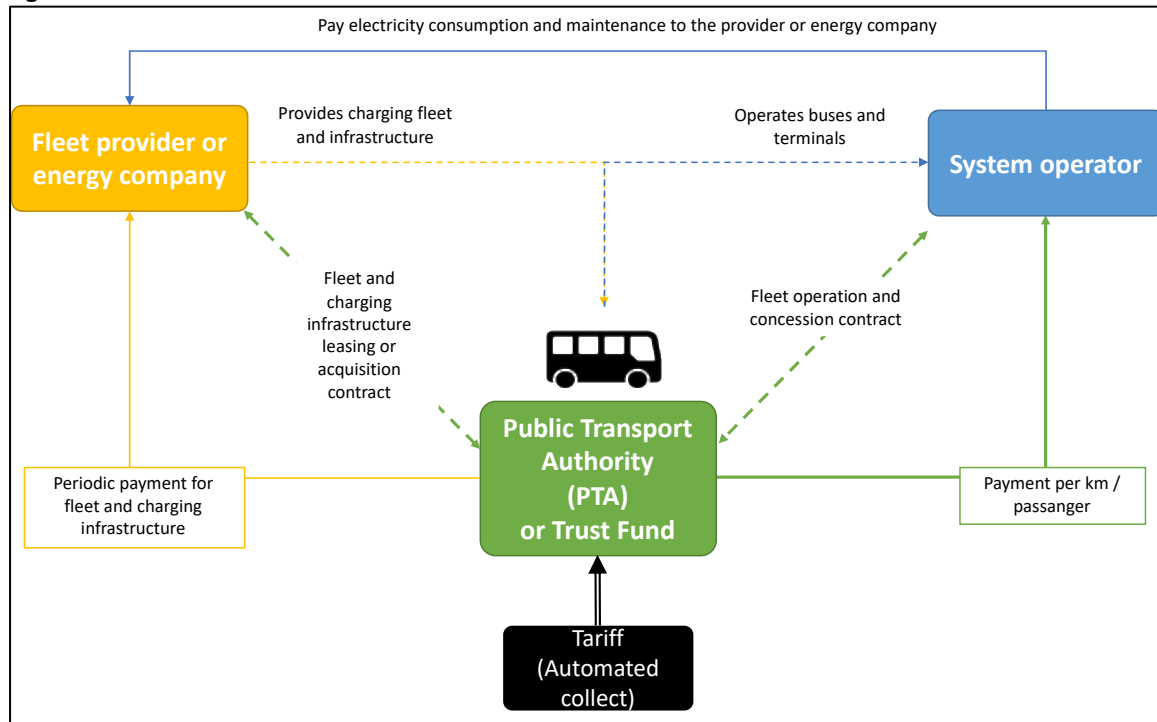 Pay electricity consumption and maintenance to the provider or energy company
Provides charging fleet
and infrastructure
Operates buses and
terminals
Fleet provider or
energy company
System operator
Fleet and
charging
infrastructure
leasing or
acquisition
contract
Fleet operation and
concession contract
Public Transport
Authority
(PTA)
or Trust Fund
Periodic payment for
fleet and charging
infrastructure
Payment per km /
passanger
Tariff
(Automated
collect)